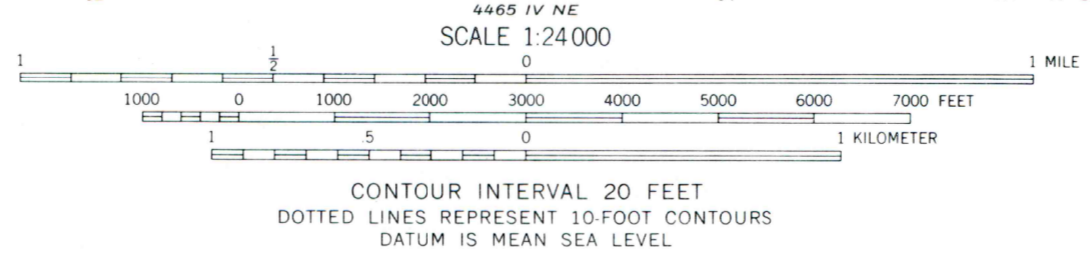 4465 IV NE
SCALE 1:24 000
1 ½ 0 1 MILE
1000 0 1000 2000 3000 4000 5000 6000 7000 FEET
1 .5 0 1 KILOMETER
CONTOUR INTERVAL 20 FEET
DOTTED LINES REPRESENT 10-FOOT CONTOURS
DATUM IS MEAN SEA LEVEL